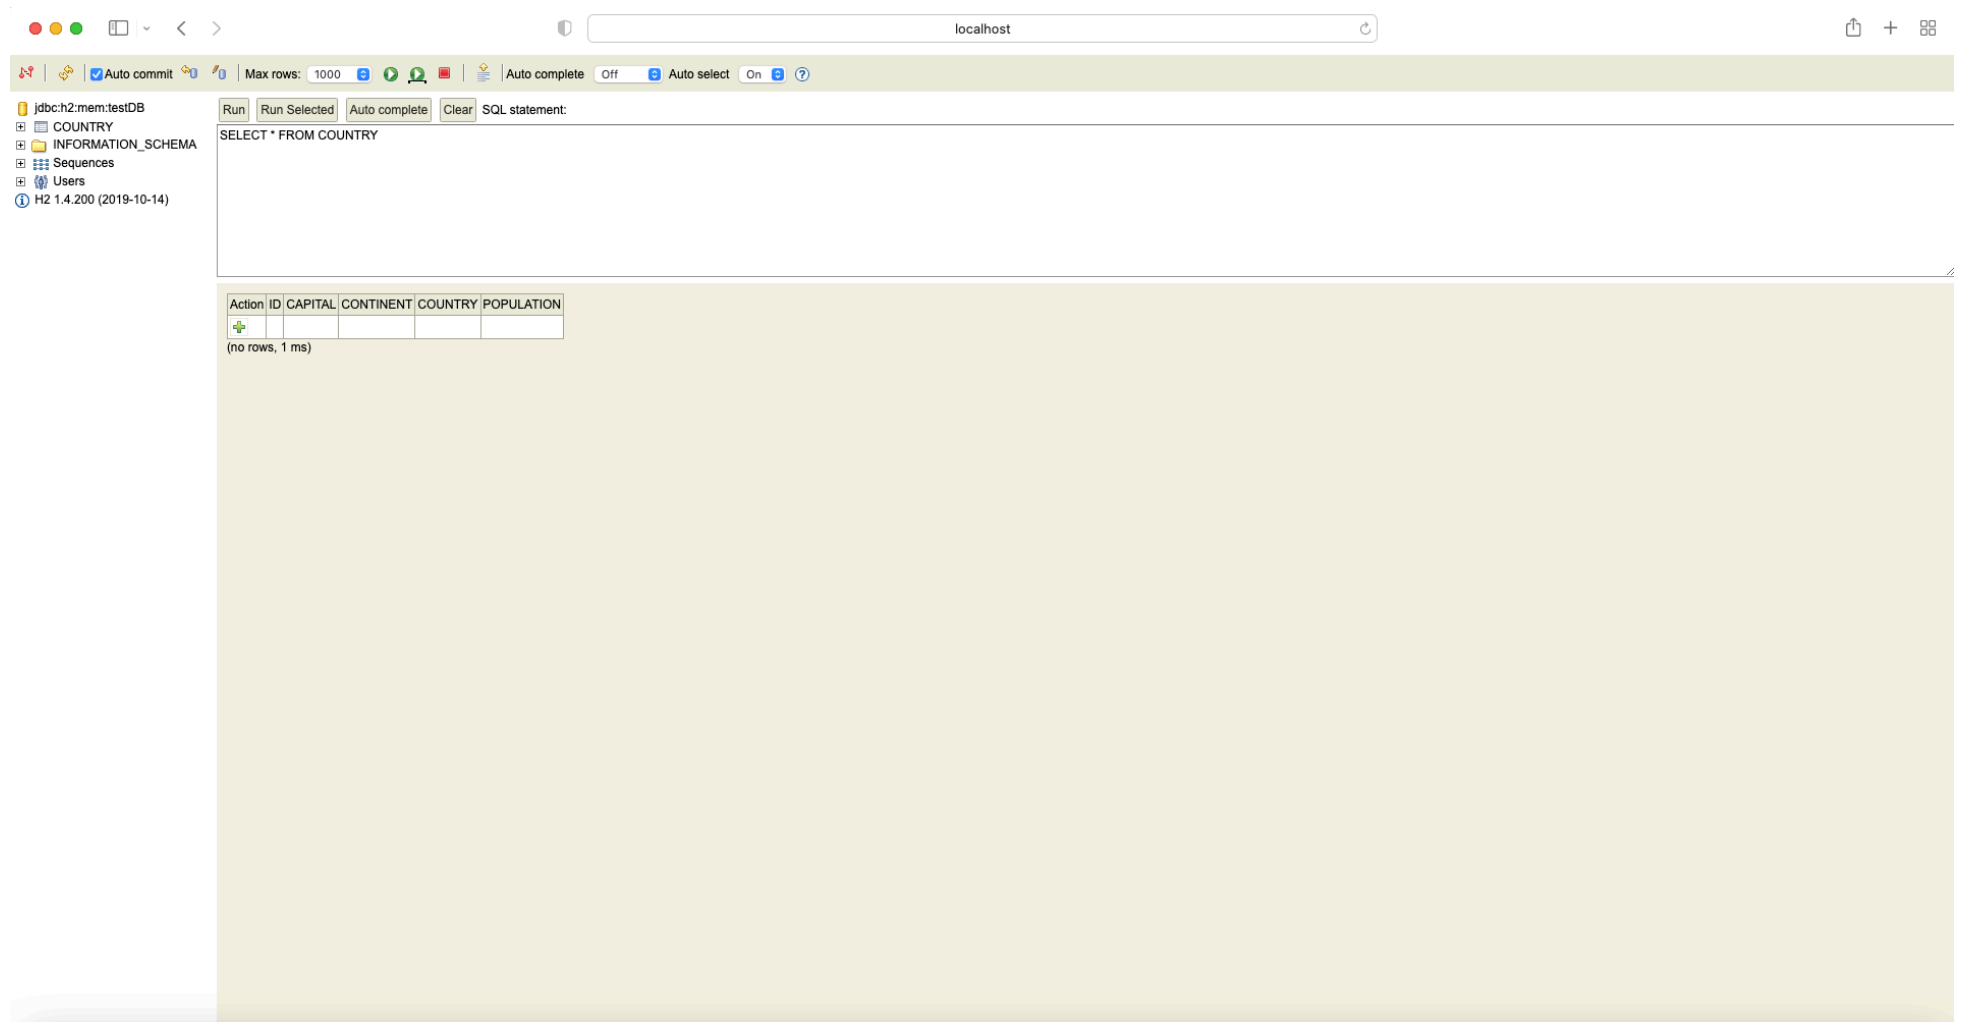 localhost
Auto commit Max rows: 1000 Auto complete Off Auto select On
jdbc:h2:mem:testDB
COUNTRY
INFORMATION_SCHEMA
Sequences
Users
H2 1.4.200 (2019-10-14)
Run Run Selected Auto complete Clear SQL statement:
SELECT * FROM COUNTRY
Action ID CAPITAL CONTINENT COUNTRY POPULATION
(no rows, 1 ms)